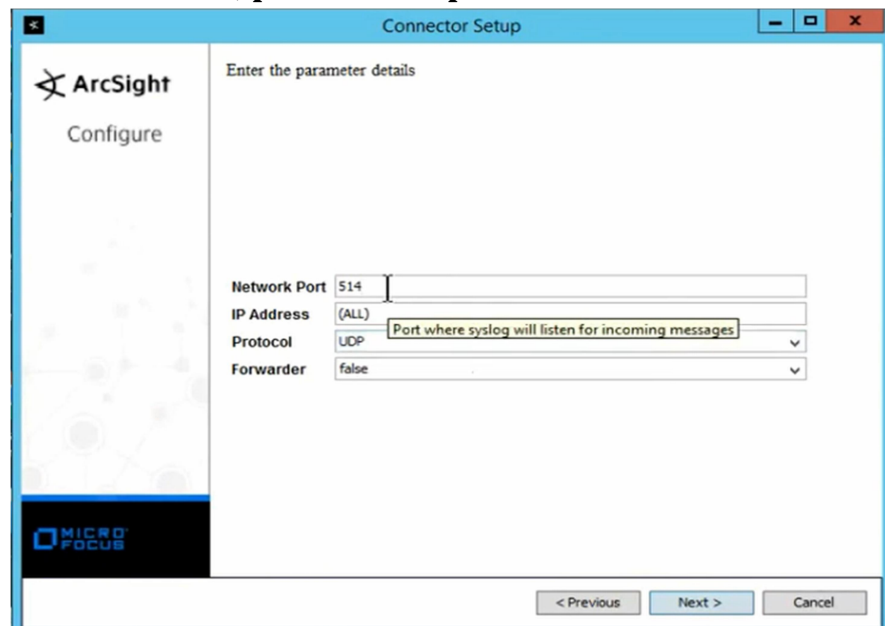 Connector Setup
ArcSight
Configure
Enter the parameter details
Network Port 514
IP Address (ALL)
Port where syslog will listen for incoming messages
Protocol UDP
Forwarder false
MICRO
FOCUS
< Previous Next > Cancel